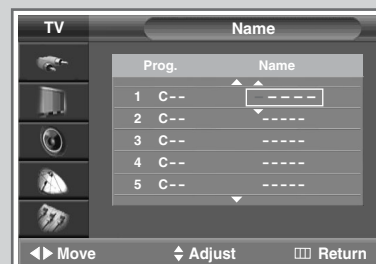 TV Name
Prog. Name
1 C-- -----
2 C-- -----
3 C-- -----
4 C-- -----
5 C-- -----
Move Adjust Return